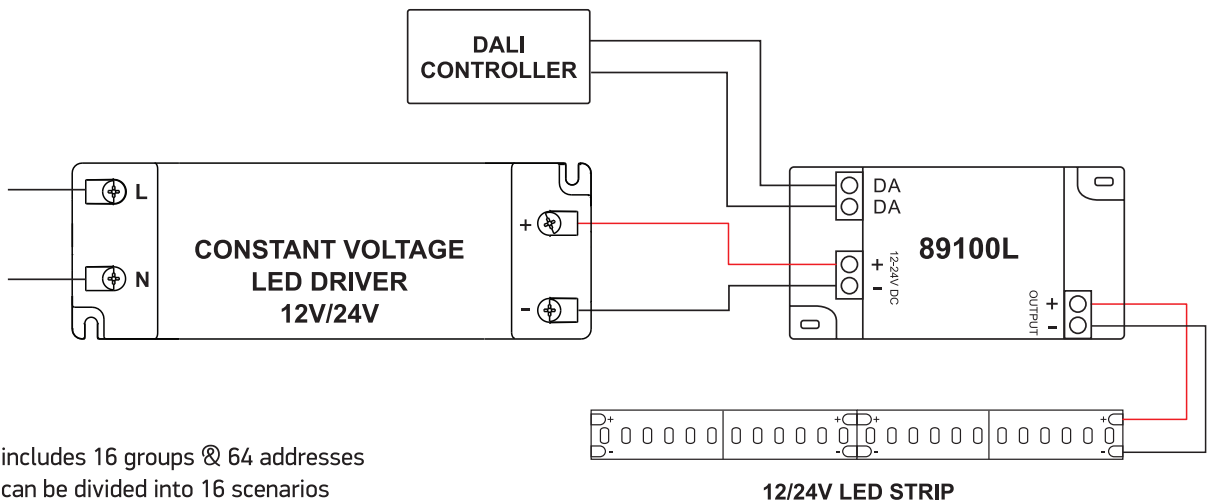 DALI
CONTROLLER
L
N
CONSTANT VOLTAGE
LED DRIVER
12V/24V
+
-
DA
DA
+
-
12-24V DC
89100L
OUTPUT
+
-
+
-
+
-
+
-
+
-
12/24V LED STRIP
includes 16 groups & 64 addresses
can be divided into 16 scenarios